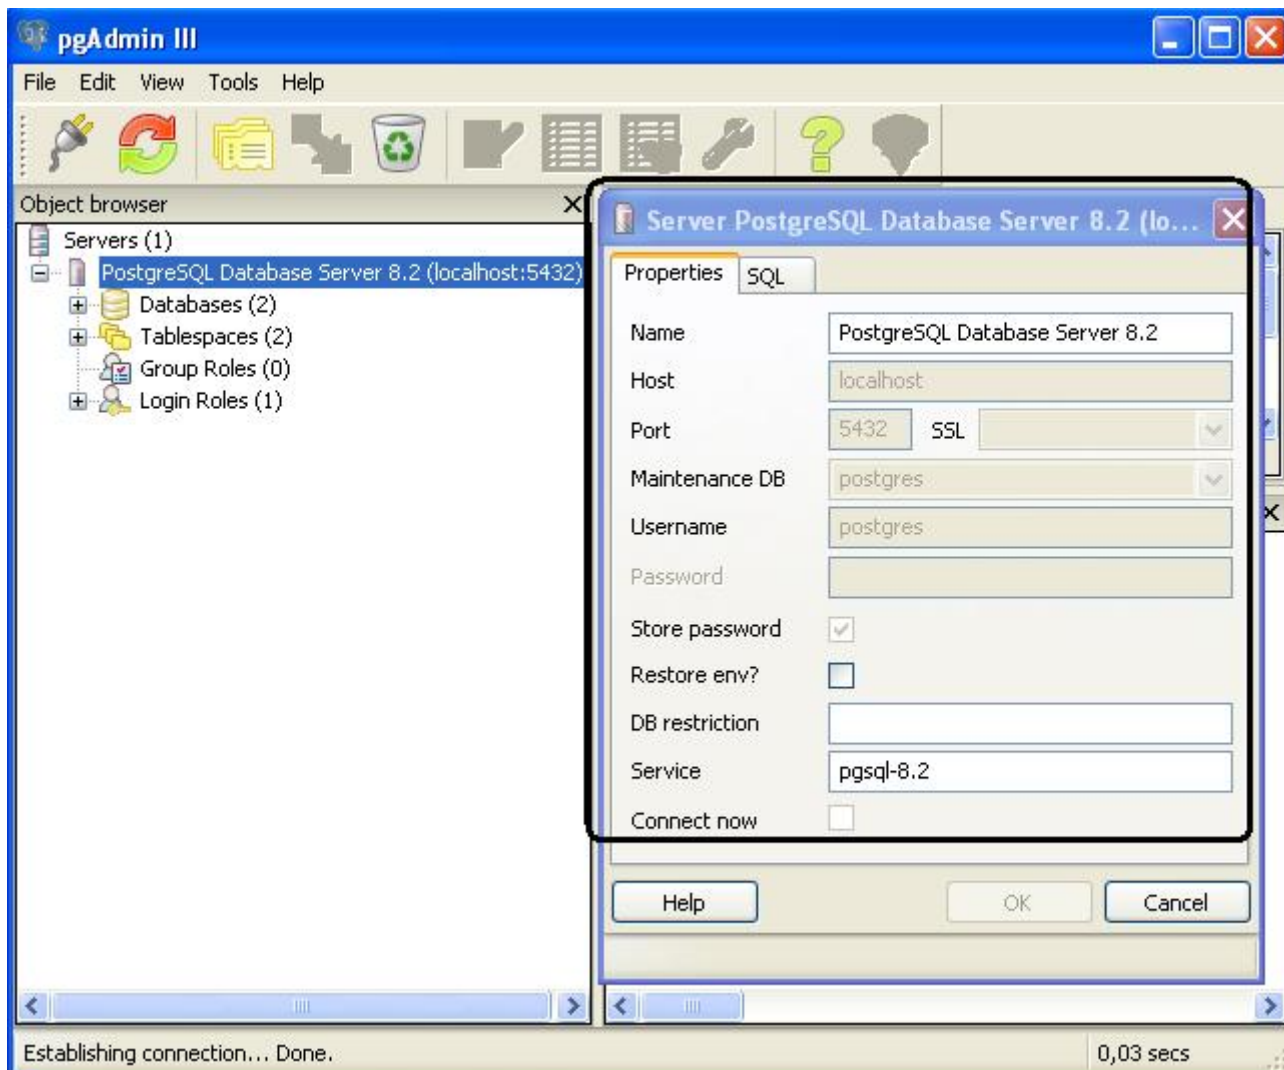 pgAdmin III
File Edit View Tools Help
Object browser
Servers (1)
PostgreSQL Database Server 8.2 (localhost:5432)
Databases (2)
Tablespaces (2)
Group Roles (0)
Login Roles (1)
Server PostgreSQL Database Server 8.2 (lo...
Properties SQL
Name PostgreSQL Database Server 8.2
Host localhost
Port 5432 SSL
Maintenance DB postgres
Username postgres
Password
Store password
Restore env?
DB restriction
Service pgsql-8.2
Connect now
Help OK Cancel
Establishing connection... Done. 0,03 secs